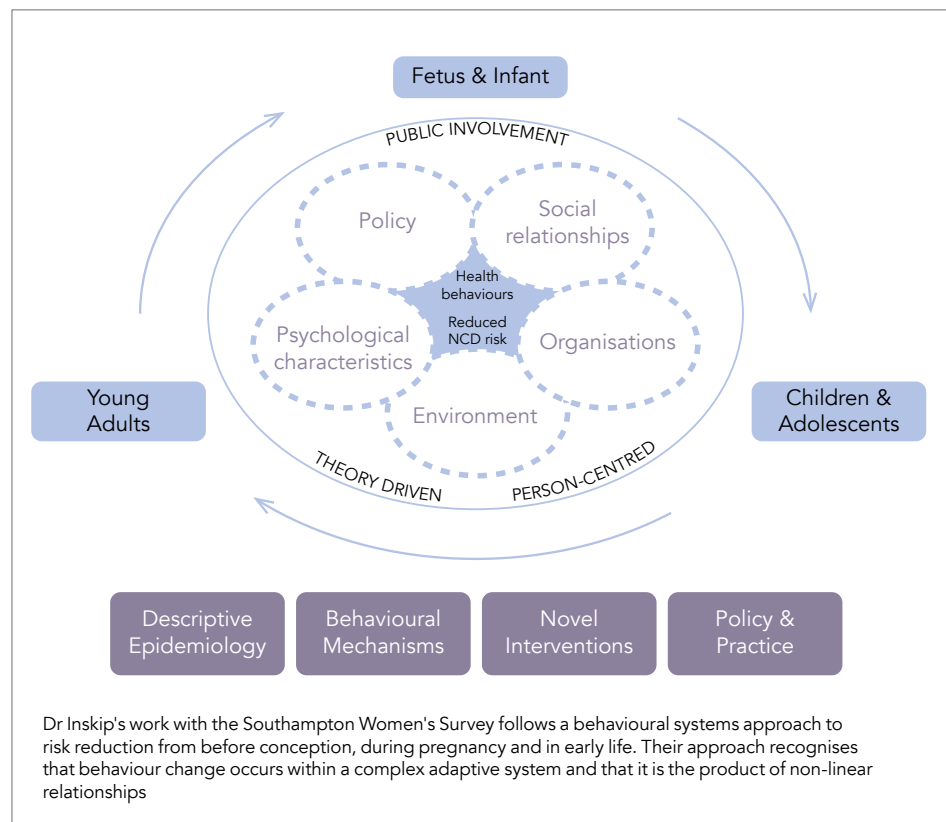 Fetus & Infant
PUBLIC INVOLVEMENT
Policy
Social
relationships
Health
behaviours
Reduced
NCD risk
Psychological
characteristics
Organisations
Environment
Young
Adults
Children &
Adolescents
THEORY DRIVEN
PERSON-CENTRED
Descriptive
Epidemiology
Behavioural
Mechanisms
Novel
Interventions
Policy &
Practice
Dr Inskip's work with the Southampton Women's Survey follows a behavioural systems approach to
risk reduction from before conception, during pregnancy and in early life. Their approach recognises
that behaviour change occurs within a complex adaptive system and that it is the product of non-linear
relationships